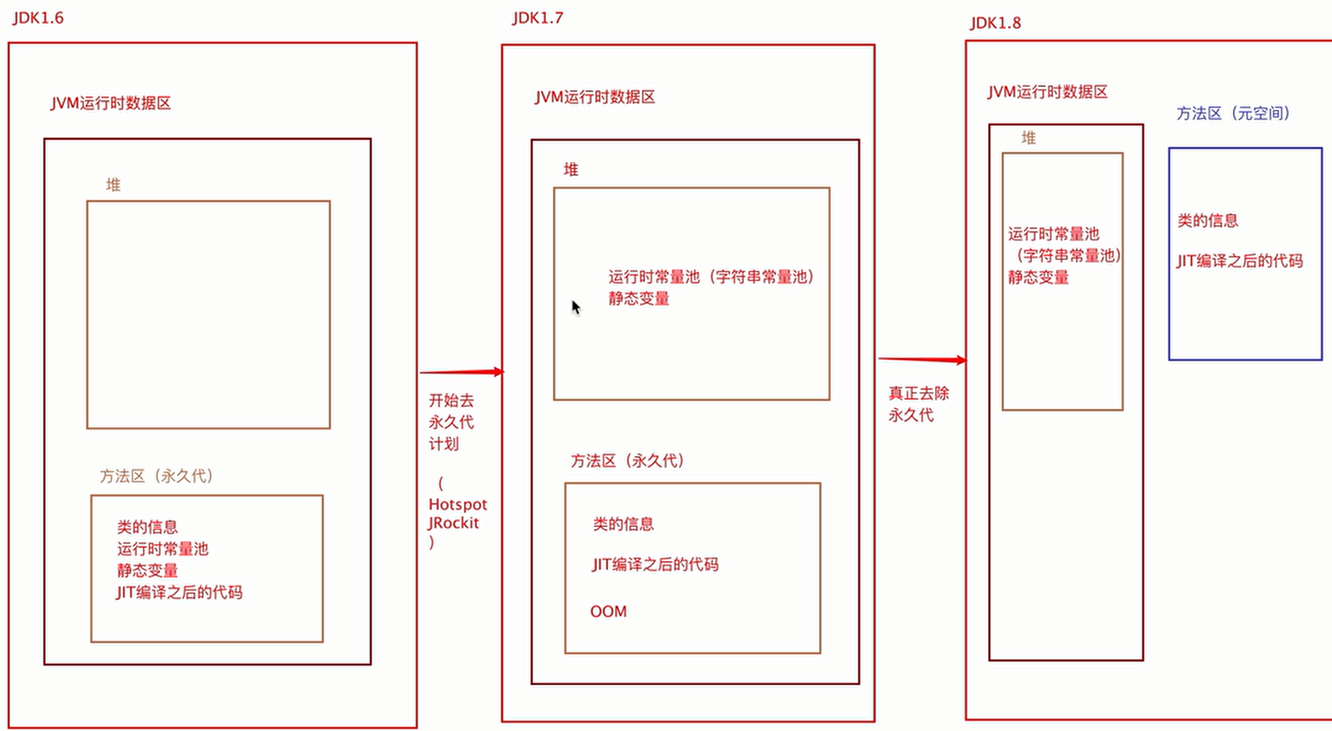 JDK1.6
JVM运行时数据区
堆
方法区（永久代）
类的信息
运行时常量池
静态变量
JIT编译之后的代码
开始去
永久代
计划
（
Hotspot
JRockit
）
JDK1.7
JVM运行时数据区
堆
运行时常量池（字符串常量池）
静态变量
方法区（永久代）
类的信息
JIT编译之后的代码
OOM
真正去除
永久代
JDK1.8
JVM运行时数据区
堆
运行时常量池
（字符串常量池）
静态变量
方法区（元空间）
类的信息
JIT编译之后的代码